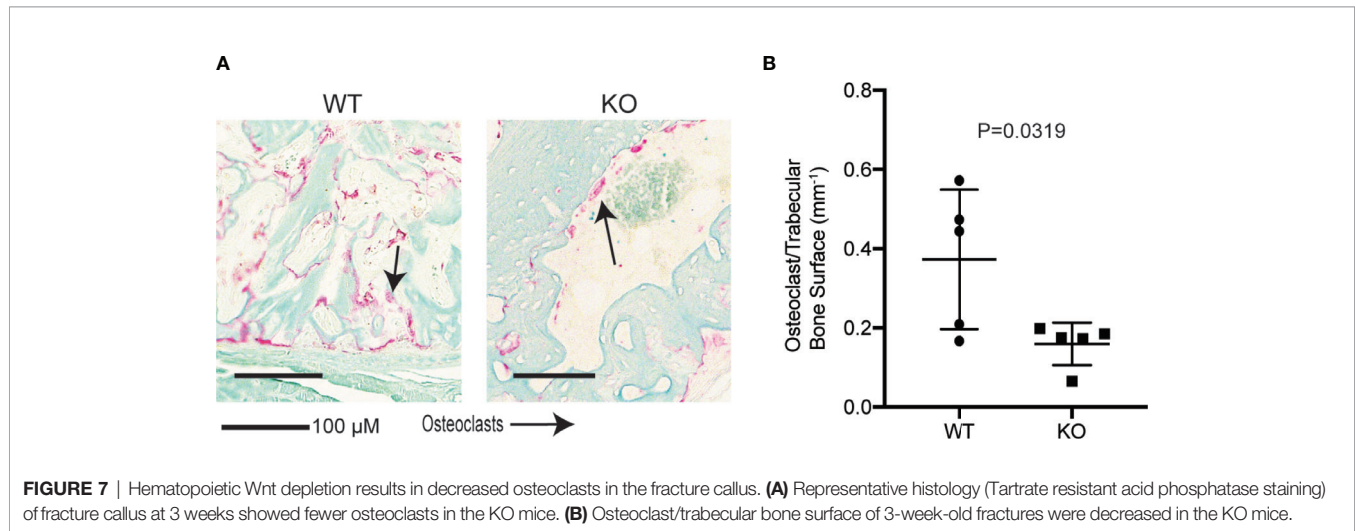 A
WT
KO
100 µM
Osteoclasts
B
0.8
0.6
0.4
0.2
0.0
Osteoclast/Trabecular
Bone Surface (mm⁻¹)
P=0.0319
WT
KO
FIGURE 7 | Hematopoietic Wnt depletion results in decreased osteoclasts in the fracture callus. (A) Representative histology (Tartrate resistant acid phosphatase staining)
of fracture callus at 3 weeks showed fewer osteoclasts in the KO mice. (B) Osteoclast/trabecular bone surface of 3-week-old fractures were decreased in the KO mice.